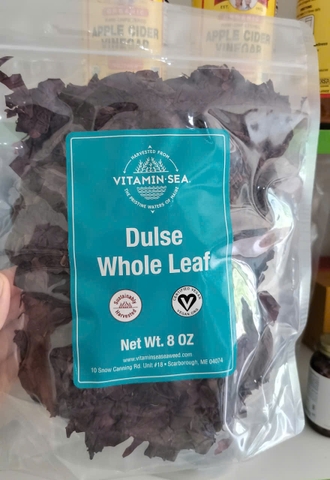 APPLE CIDER
VINEGAR
APPLE CIDER
VINEGAR
HARVESTED FROM
VITAMIN·SEA
THE PRISTINE WATERS OF MAINE
Dulse
Whole Leaf
Sustainably
Harvested
CERTIFIED VEGAN
VEGAN.ORG
Net Wt. 8 OZ
www.vitaminseaseaweed.com
10 Snow Canning Rd. Unit #15 • Scarborough, ME 04074